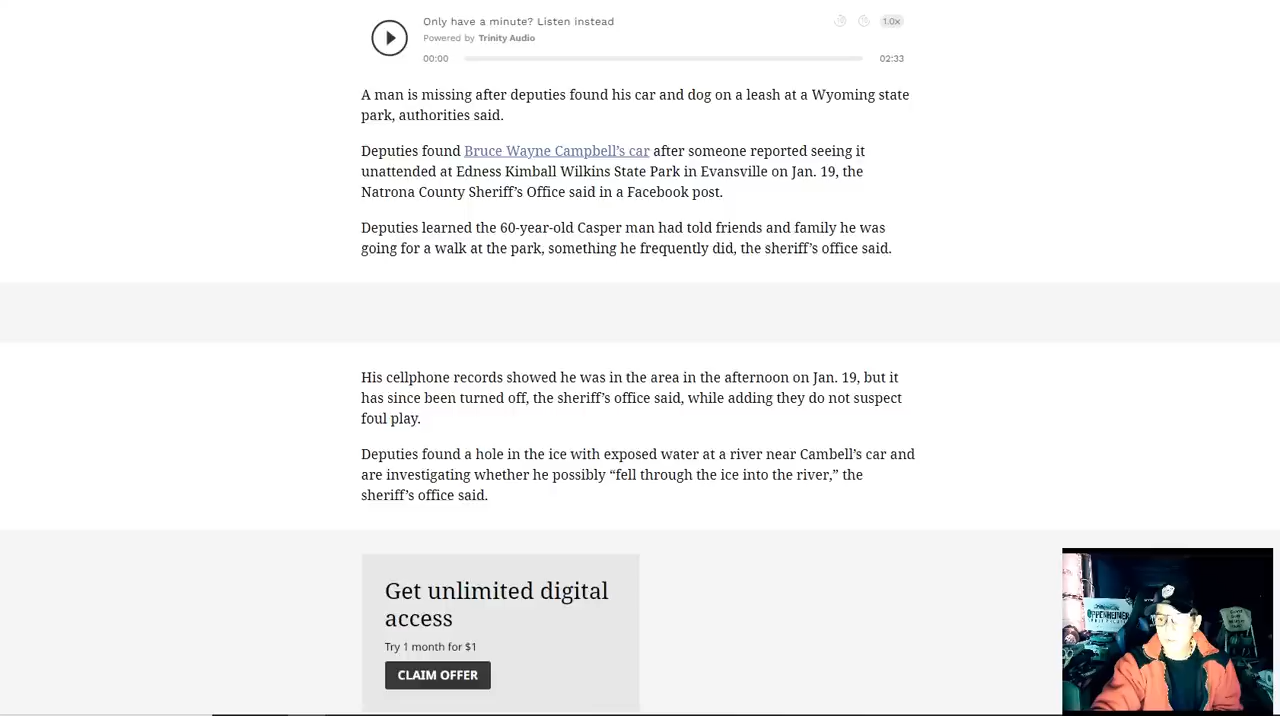 Only have a minute? Listen instead
Powered by Trinity Audio
1.0x
00:00
02:33
A man is missing after deputies found his car and dog on a leash at a Wyoming state
park, authorities said.
Deputies found Bruce Wayne Campbell’s car after someone reported seeing it
unattended at Edness Kimball Wilkins State Park in Evansville on Jan. 19, the
Natrona County Sheriff’s Office said in a Facebook post.
Deputies learned the 60-year-old Casper man had told friends and family he was
going for a walk at the park, something he frequently did, the sheriff’s office said.
His cellphone records showed he was in the area in the afternoon on Jan. 19, but it
has since been turned off, the sheriff’s office said, while adding they do not suspect
foul play.
Deputies found a hole in the ice with exposed water at a river near Cambell’s car and
are investigating whether he possibly “fell through the ice into the river,” the
sheriff’s office said.
Get unlimited digital
access
Try 1 month for $1
CLAIM OFFER
OPPENHEIMER